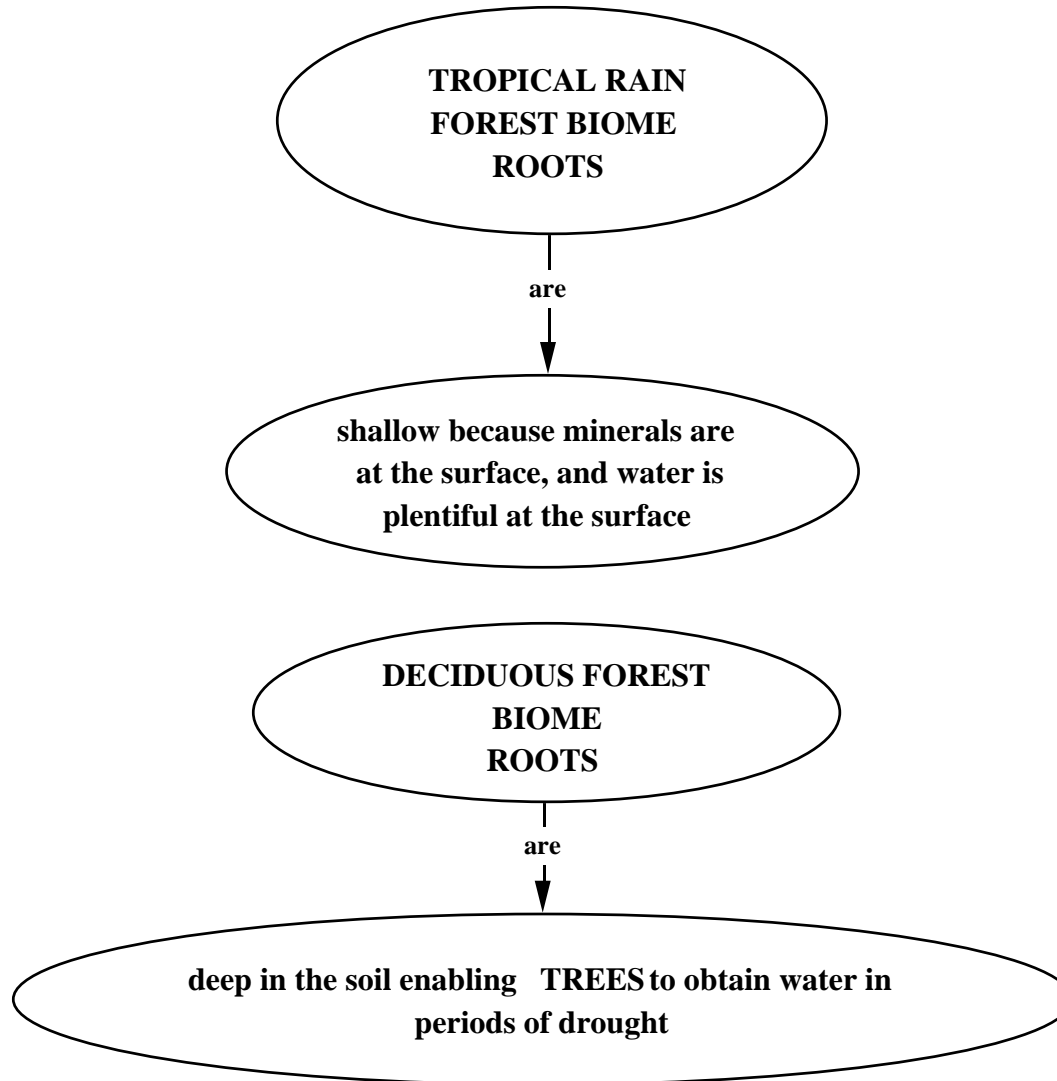 TROPICAL RAIN
FOREST BIOME
ROOTS
are
shallow because minerals are
at the surface, and water is
plentiful at the surface
DECIDUOUS FOREST
BIOME
ROOTS
are
deep in the soil enabling TREES to obtain water in
periods of drought